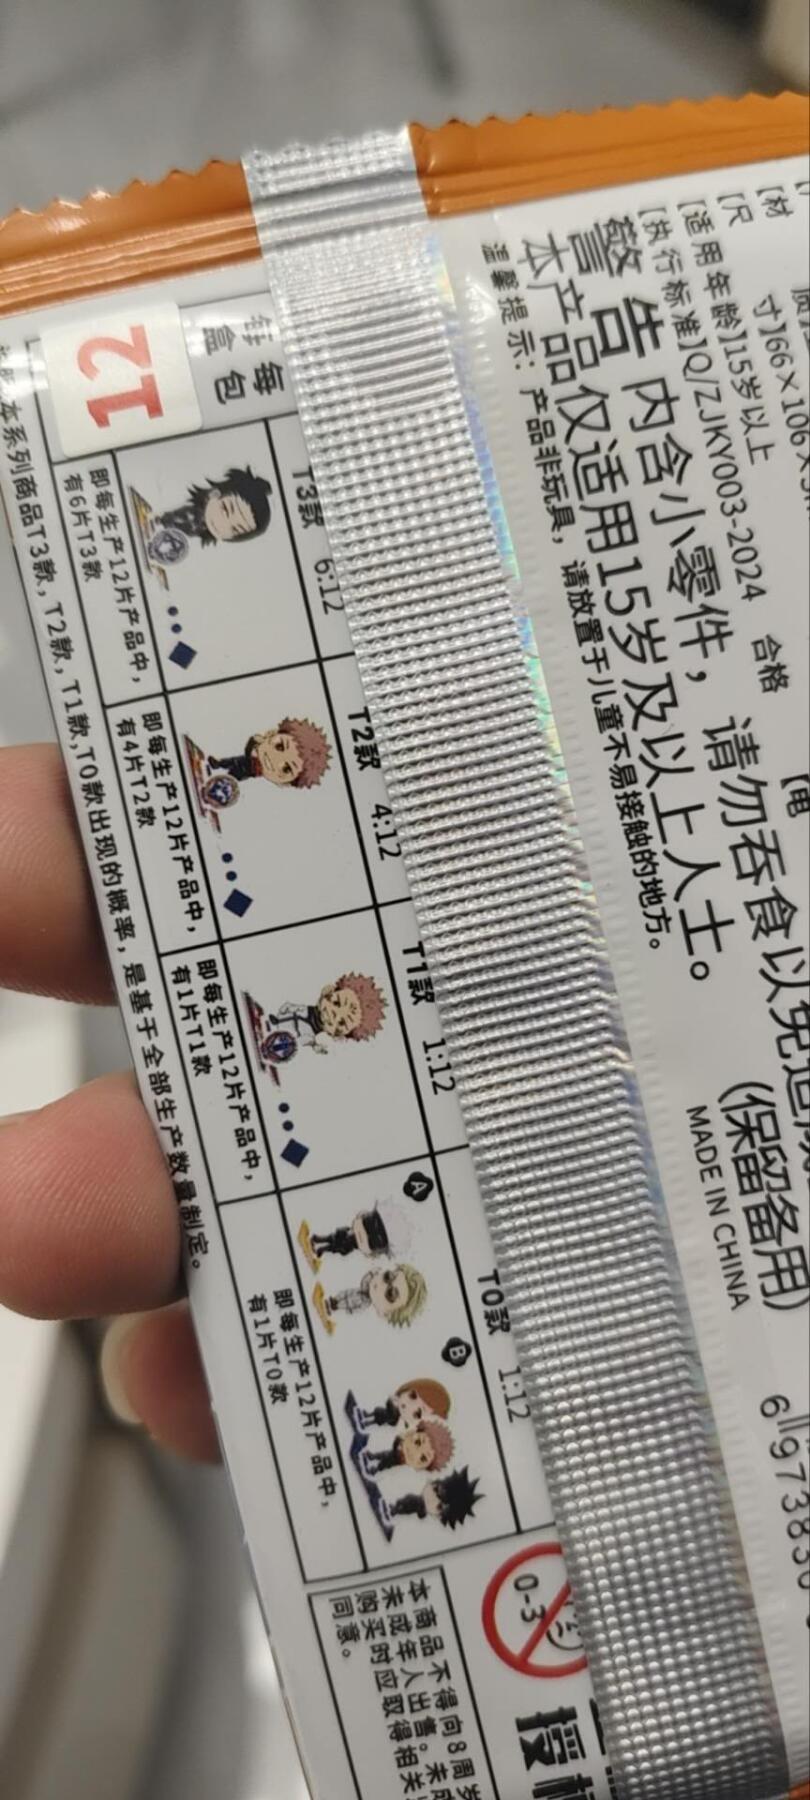 【材
【尺 寸】66×106×
【适用年龄】15岁以上
【执行标准】Q/ZJKY003-2024 合格
【电
警告 内含小零件，请勿吞食以免造
本产品仅适用15岁及以上人士。(保留备用)
温馨提示：产品非玩具，请放置于儿童不易接触的地方。
MADE IN CHINA
每包
每盒
12
T3款 6:12
即每生产12片产品中，
有6片T3款
T2款 4:12
即每生产12片产品中，
有4片T2款
T1款 1:12
即每生产12片产品中，
有1片T1款
T0款 1:12
A
B
即每生产12片产品中，
有1片T0款
本系列商品T3款，T2款，T1款，T0款出现的概率，是基于全部生产数量制定。
0-3
本商品不得向8周岁
未成年人出售。未成
购买时应取得相关
同意。
授